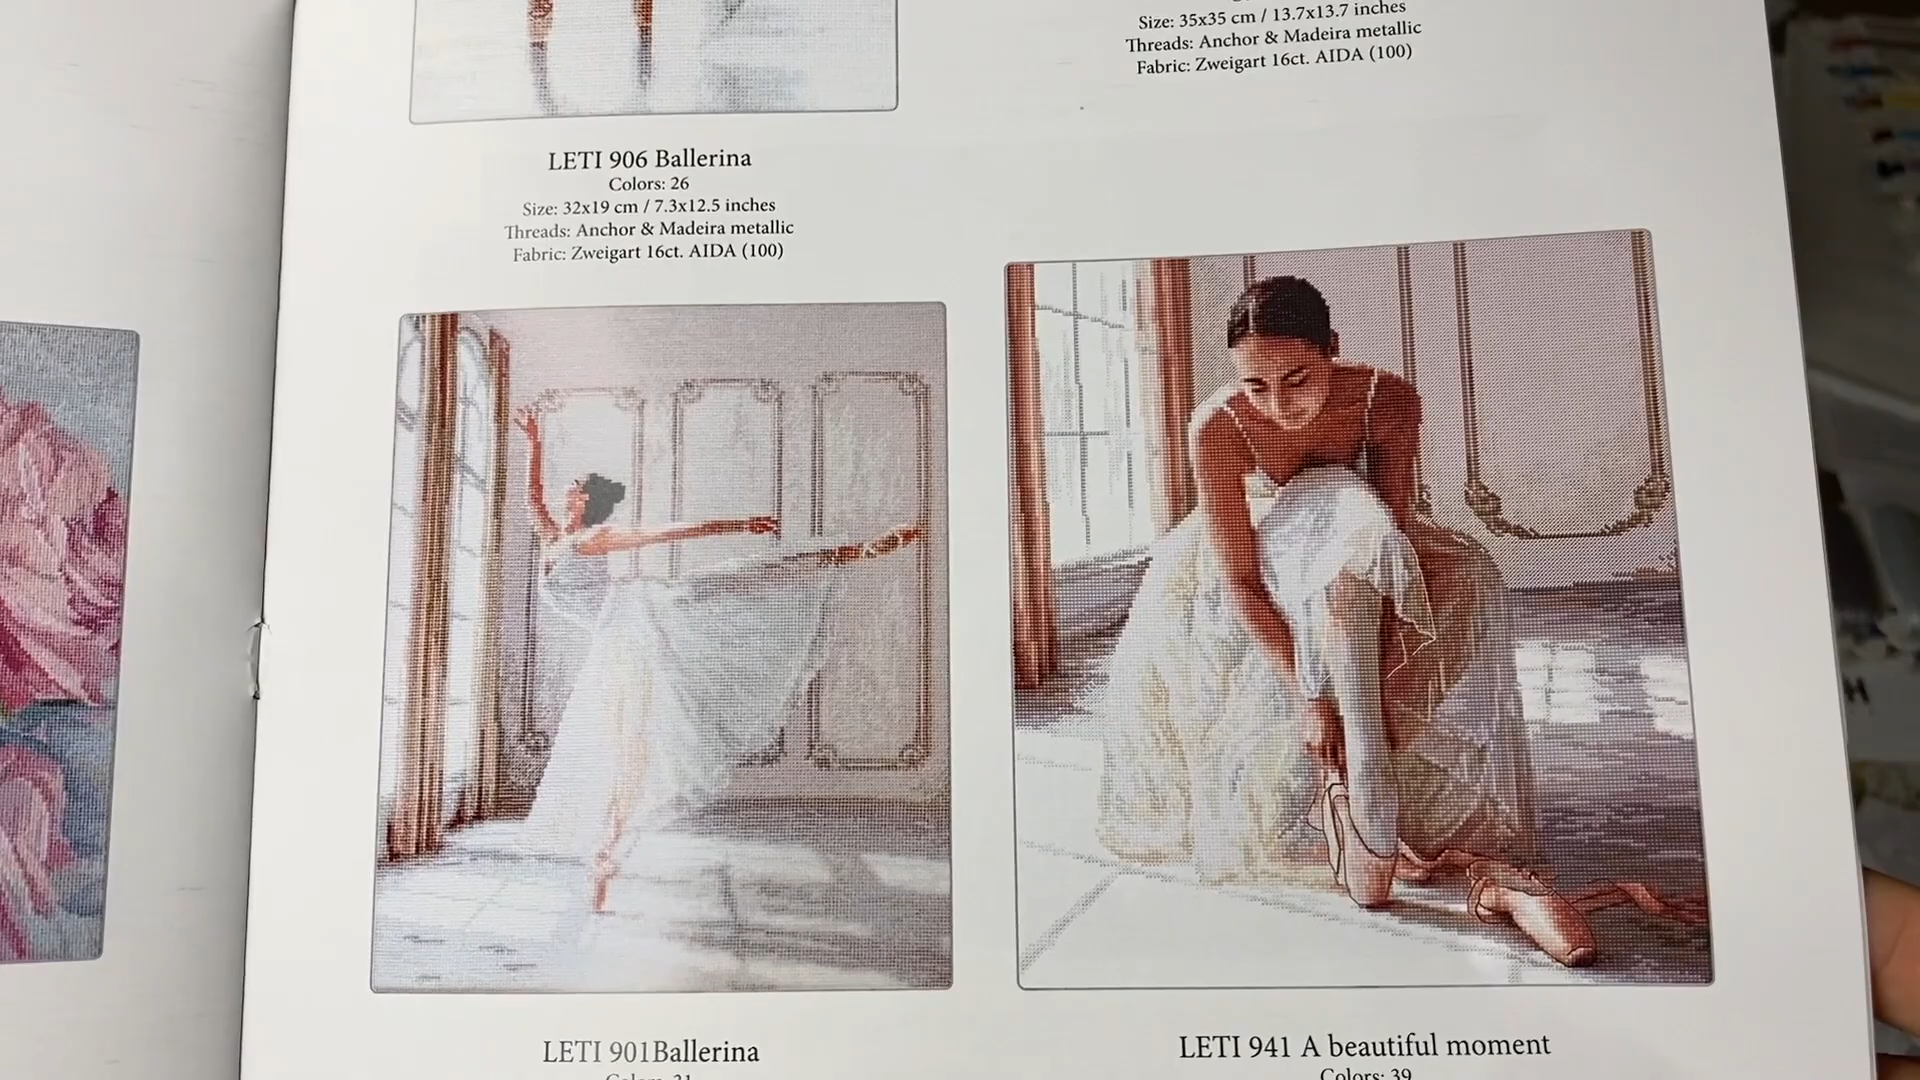 Size: 35x35 cm / 13.7x13.7 inches
Threads: Anchor & Madeira metallic
Fabric: Zweigart 16ct. AIDA (100)
LETI 906 Ballerina
Colors: 26
Size: 32x19 cm / 7.3x12.5 inches
Threads: Anchor & Madeira metallic
Fabric: Zweigart 16ct. AIDA (100)
LETI 901Ballerina
LETI 941 A beautiful moment
Colors: 39